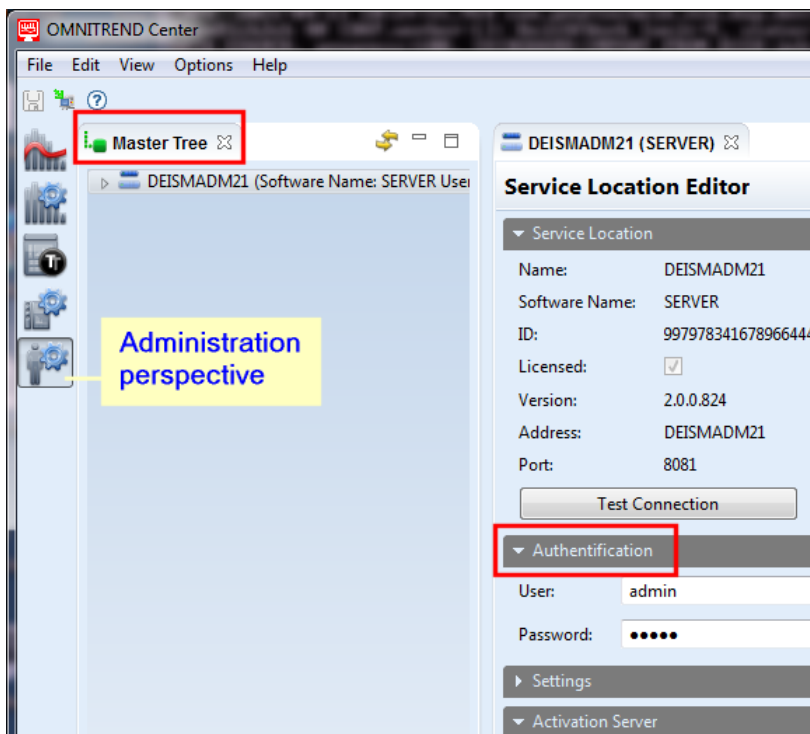 OMNITREND Center
File Edit View Options Help
Master Tree
DEISMADM21 (Software Name: SERVER User
DEISMADM21 (SERVER)
Service Location Editor
Service Location
Name: DEISMADM21
Software Name: SERVER
ID: 99797834167896644
Licensed:
Version: 2.0.0.824
Address: DEISMADM21
Port: 8081
Test Connection
Authentification
User: admin
Password: •••••
Settings
Activation Server
Administration
perspective